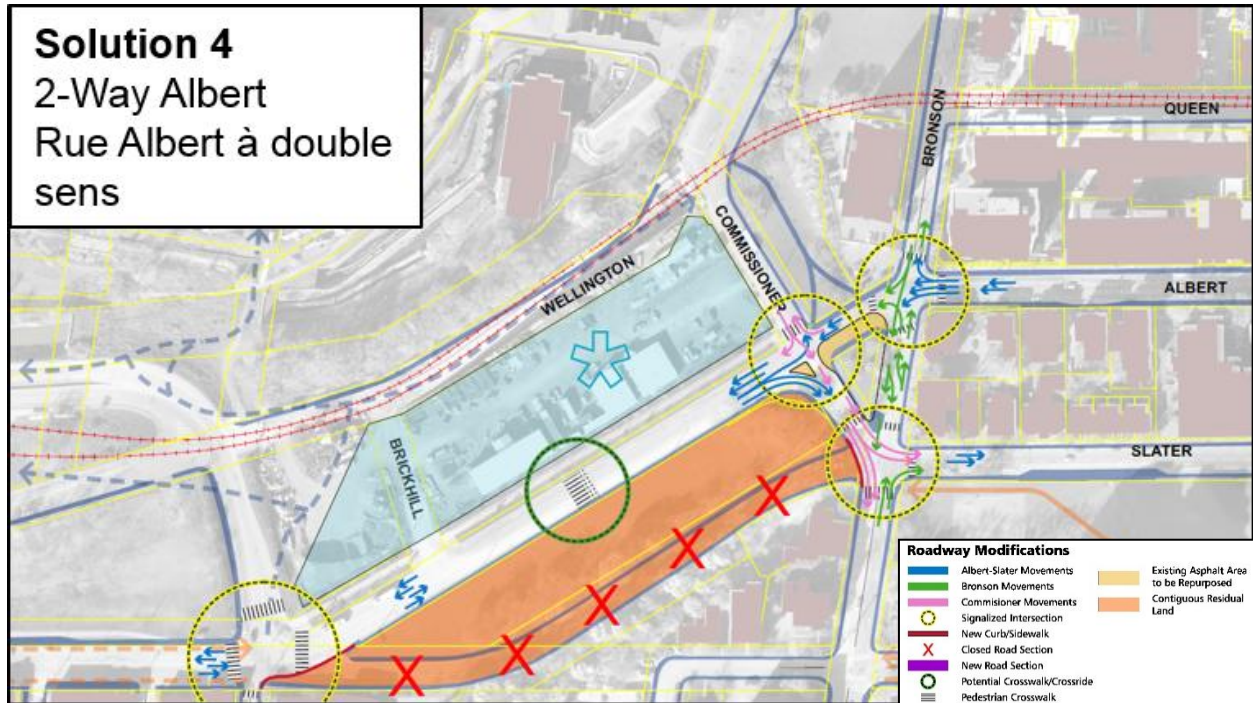 Solution 4
2-Way Albert
Rue Albert à double
sens
QUEEN
BRONSON
COMMISSIONER
WELLINGTON
ALBERT
BRICKHILL
SLATER
Roadway Modifications
Albert-Slater Movements
Bronson Movements
Commisioner Movements
Signalized Intersection
New Curb/Sidewalk
Closed Road Section
New Road Section
Potential Crosswalk/Crossride
Pedestrian Crosswalk
Existing Asphalt Area
to be Repurposed
Contiguous Residual
Land